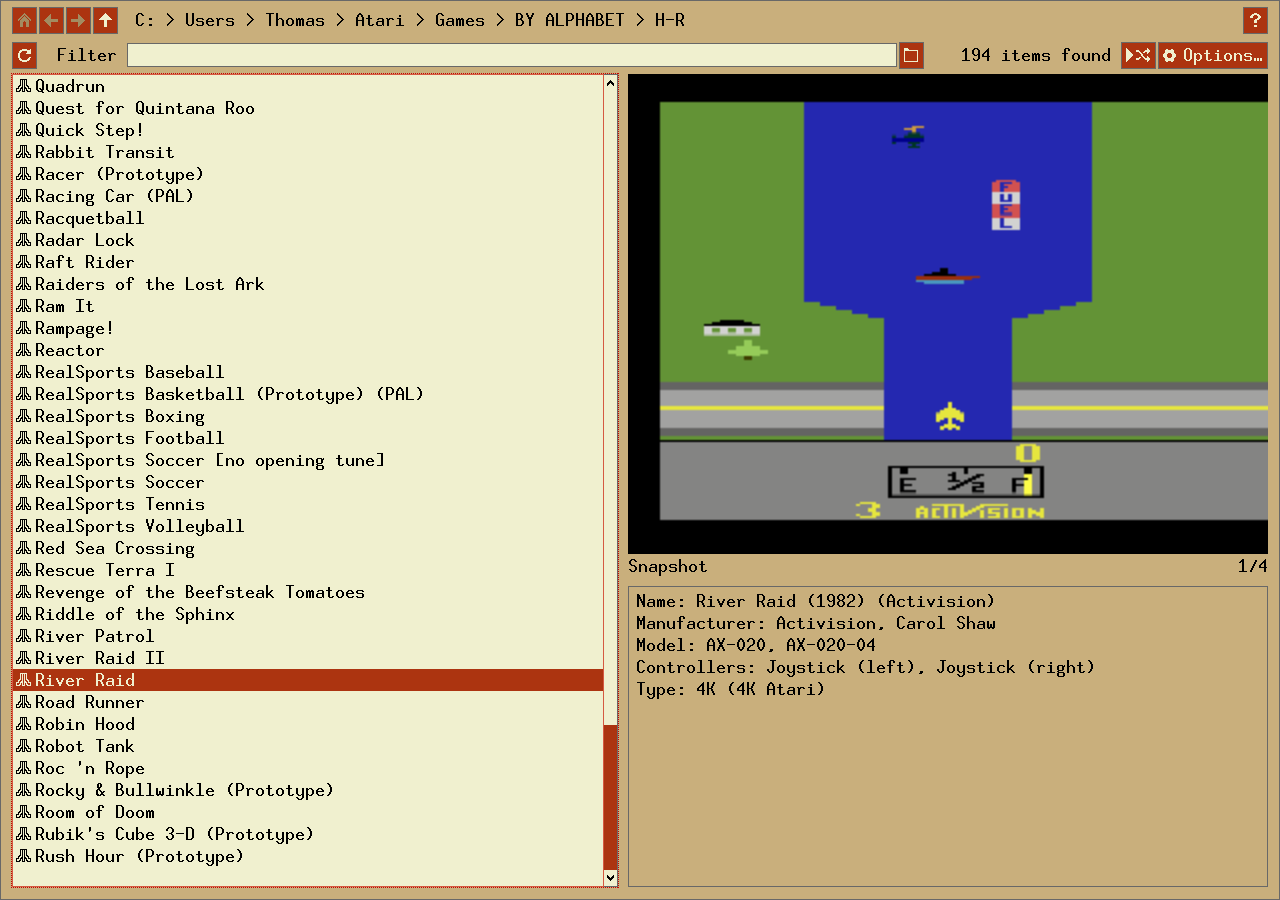 C: > Users > Thomas > Atari > Games > BY ALPHABET > H-R
?
Filter
194 items found
Options…
Quadrun
Quest for Quintana Roo
Quick Step!
Rabbit Transit
Racer (Prototype)
Racing Car (PAL)
Racquetball
Radar Lock
Raft Rider
Raiders of the Lost Ark
Ram It
Rampage!
Reactor
RealSports Baseball
RealSports Basketball (Prototype) (PAL)
RealSports Boxing
RealSports Football
RealSports Soccer [no opening tune]
RealSports Soccer
RealSports Tennis
RealSports Volleyball
Red Sea Crossing
Rescue Terra I
Revenge of the Beefsteak Tomatoes
Riddle of the Sphinx
River Patrol
River Raid II
River Raid
Road Runner
Robin Hood
Robot Tank
Roc 'n Rope
Rocky & Bullwinkle (Prototype)
Room of Doom
Rubik's Cube 3-D (Prototype)
Rush Hour (Prototype)
FUEL
0
E ½ F
3 ACTIVISION
Snapshot 1/4
Name: River Raid (1982) (Activision)
Manufacturer: Activision, Carol Shaw
Model: AX-020, AX-020-04
Controllers: Joystick (left), Joystick (right)
Type: 4K (4K Atari)